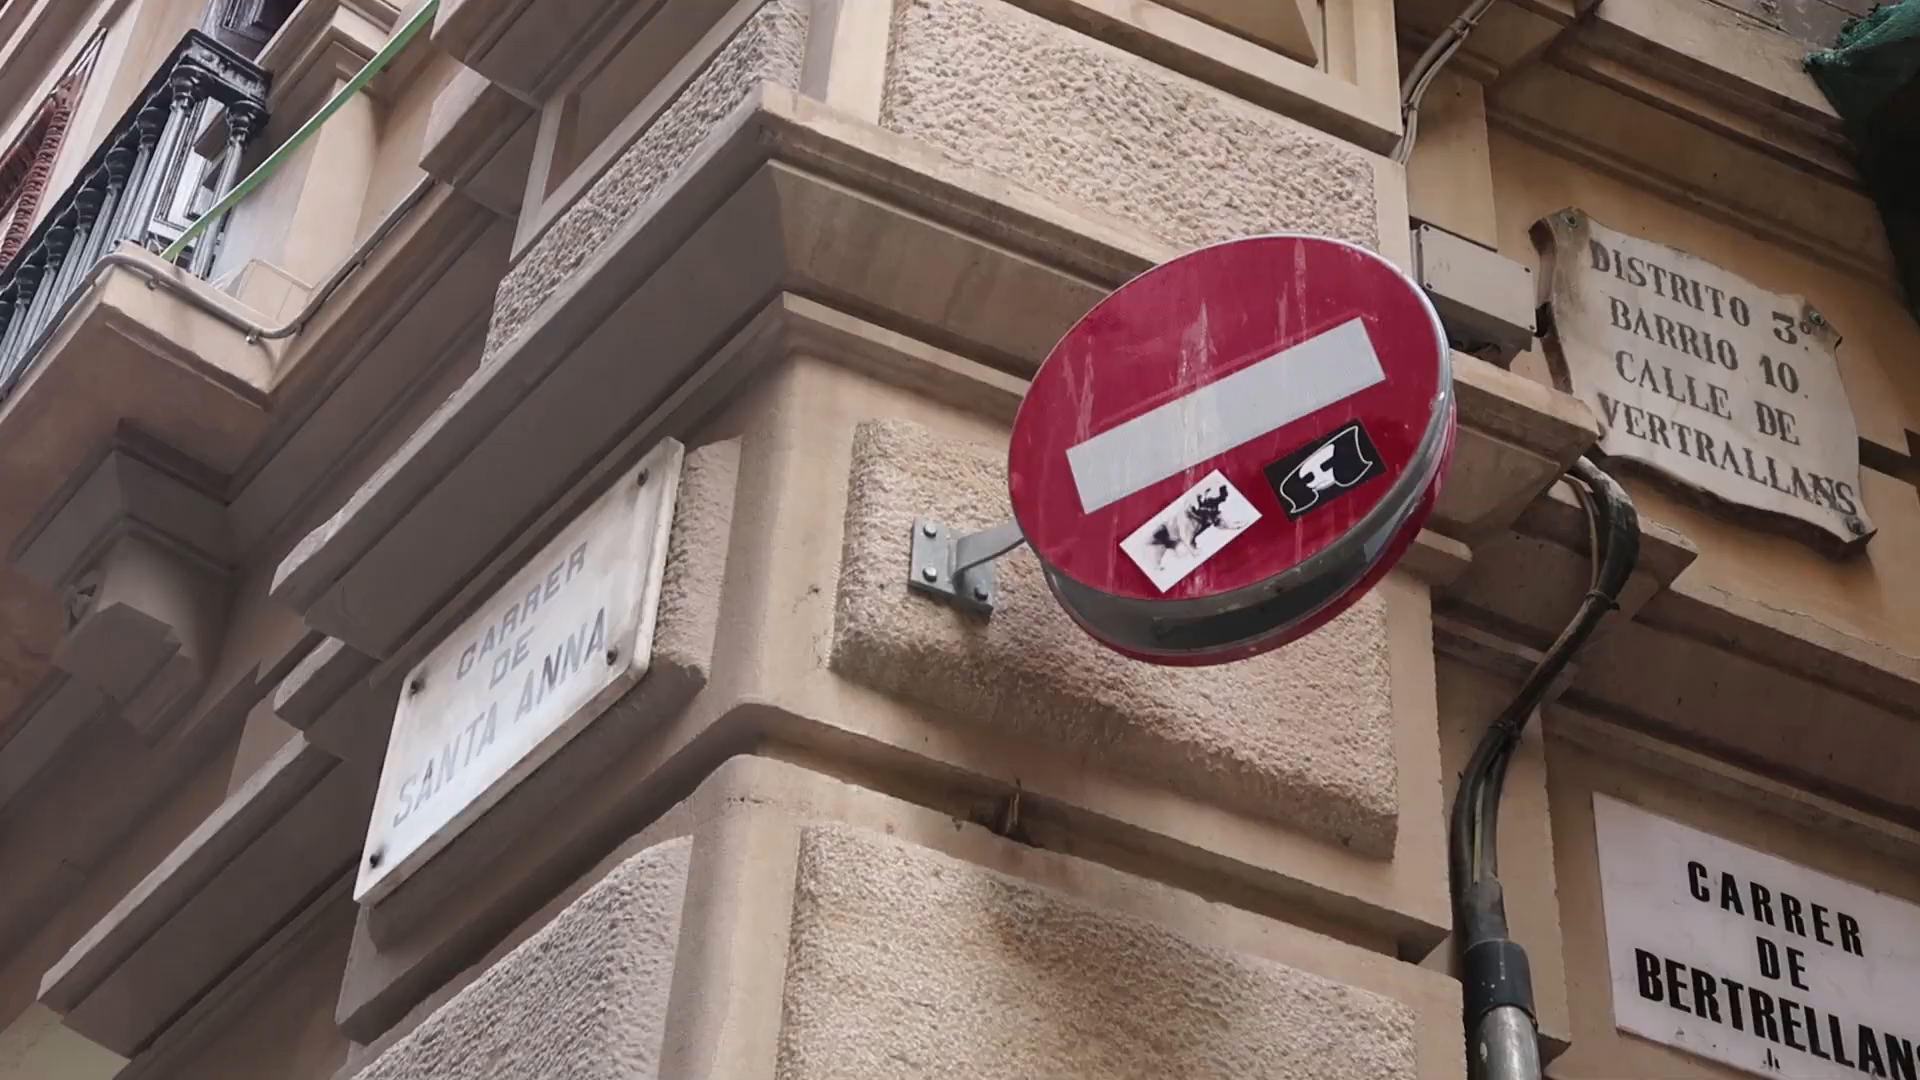 CARRER
DE
SANTA ANNA
DISTRITO 3º.
BARRIO 10.
CALLE DE
VERTRALLANS
CARRER
DE
BERTRELLANS